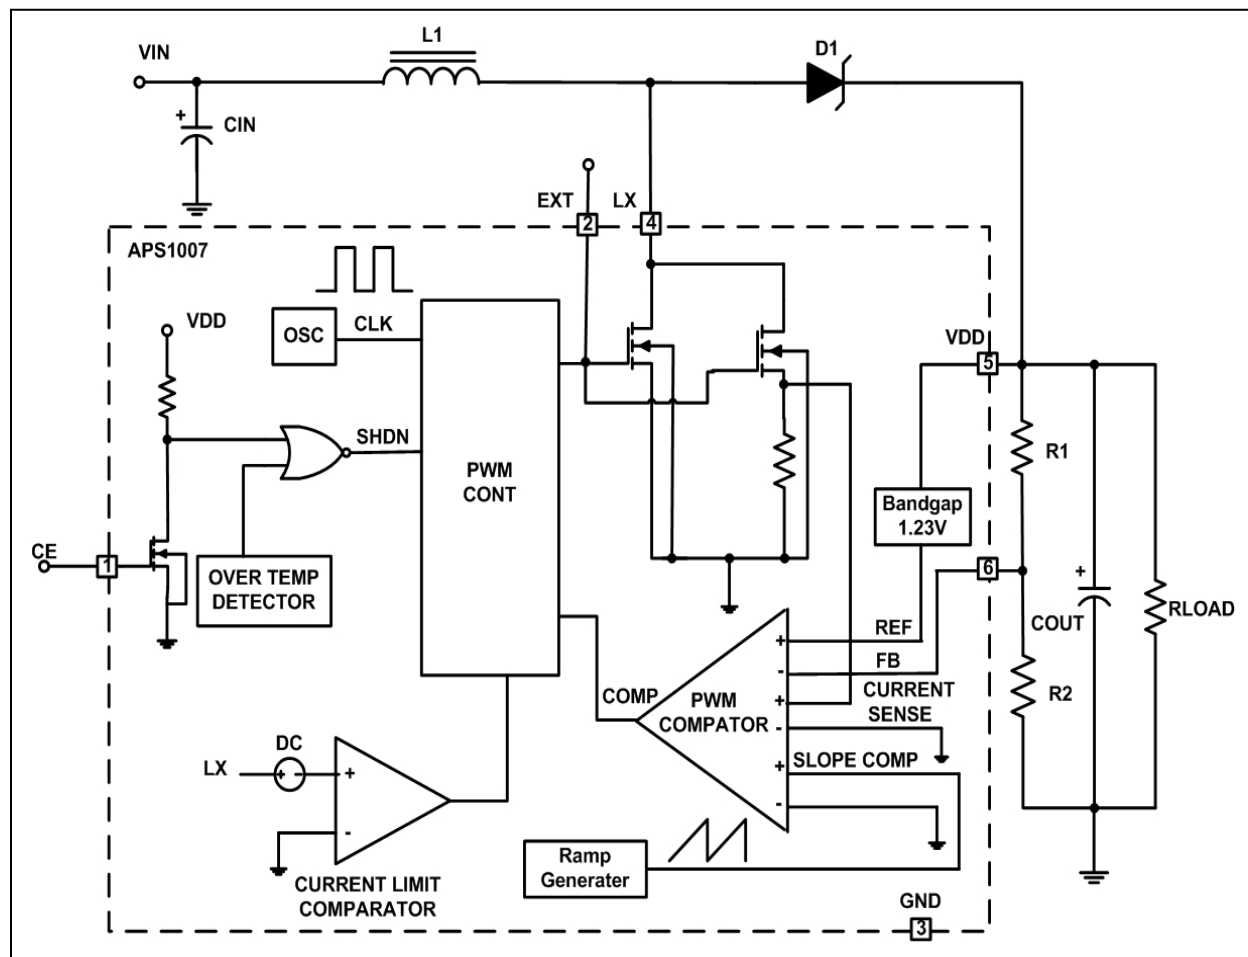 L1
D1
VIN
+
CIN
EXT
LX
2
4
APS1007
VDD
OSC
CLK
VDD
5
SHDN
PWM
CONT
R1
Bandgap
1.23V
CE
1
OVER TEMP
DETECTOR
6
+
COUT
RLOAD
REF
+
FB
-
COMP
PWM
COMPATOR
CURRENT
SENSE
+
-
R2
SLOPE COMP
+
-
DC
LX
+ -
+
-
Ramp
Generater
CURRENT LIMIT
COMPARATOR
GND
3